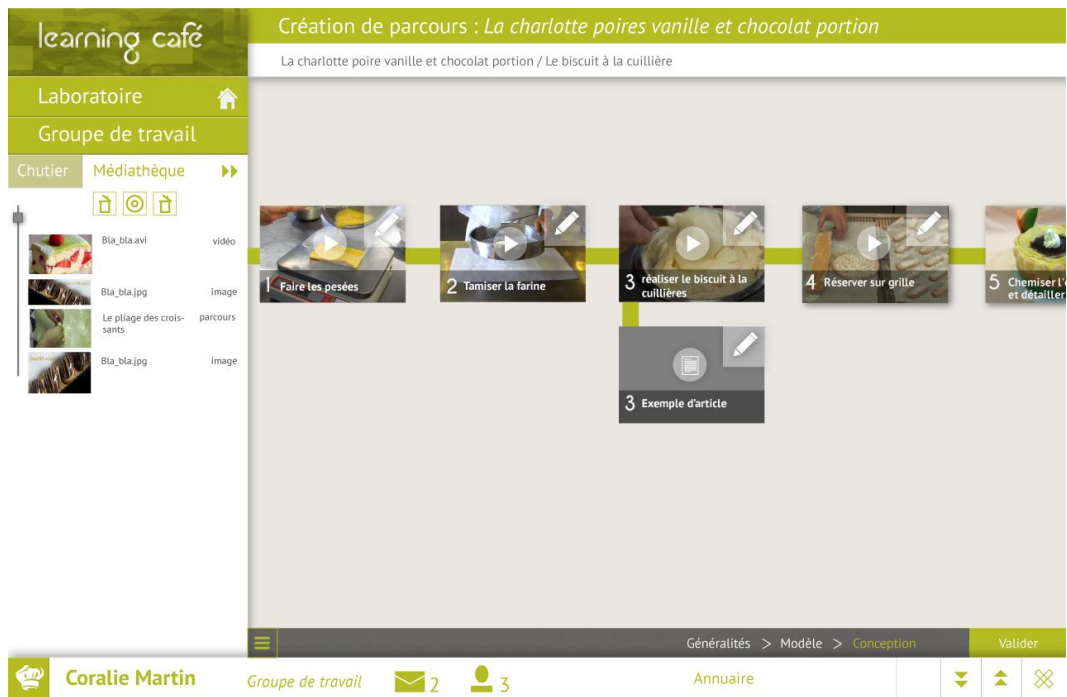 learning café
Création de parcours : La charlotte poires vanille et chocolat portion
La charlotte poire vanille et chocolat portion / Le biscuit à la cuillière
Laboratoire
Groupe de travail
Chutier
Médiathèque
Bla_bla.avi vidéo
Bla_bla.jpg image
Le pliage des crois- parcours
sants
Bla_bla.jpg image
1 Faire les pesées
2 Tamiser la farine
3 réaliser le biscuit à la
cuillières
4 Réserver sur grille
5 Chemiser l'
et détailler
3 Exemple d'article
Généralités > Modèle > Conception
Valider
Coralie Martin
Groupe de travail
2
3
Annuaire